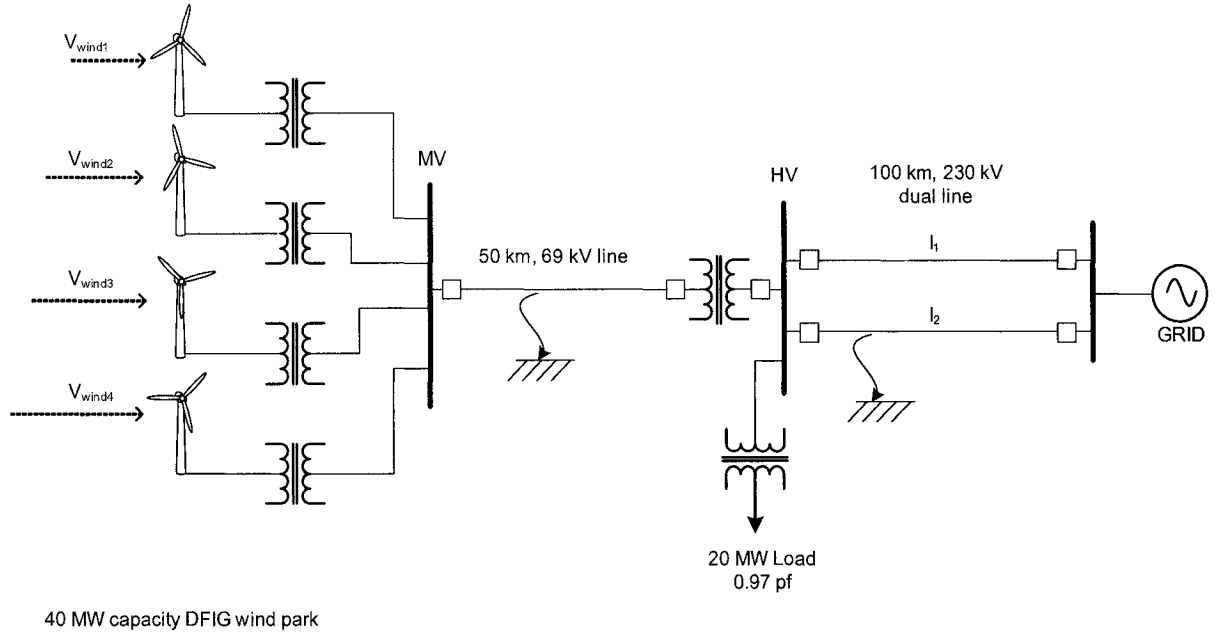 Vwind1
Vwind2
Vwind3
Vwind4
MV
50 km, 69 kV line
HV
100 km, 230 kV
dual line
I1
I2
GRID
20 MW Load
0.97 pf
40 MW capacity DFIG wind park